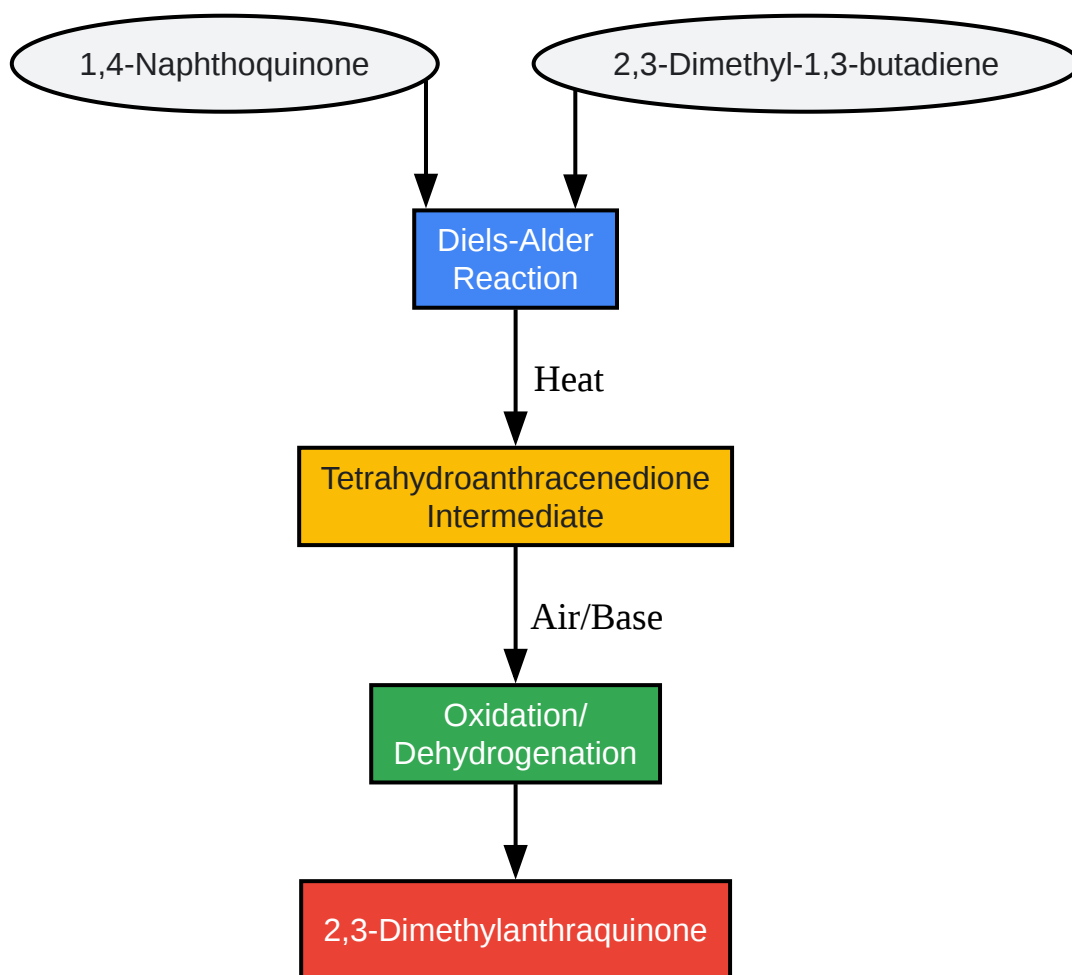 1,4-Naphthoquinone
2,3-Dimethyl-1,3-butadiene
Diels-Alder
Reaction
Heat
Tetrahydroanthracenedione
Intermediate
Air/Base
Oxidation/
Dehydrogenation
2,3-Dimethylanthraquinone